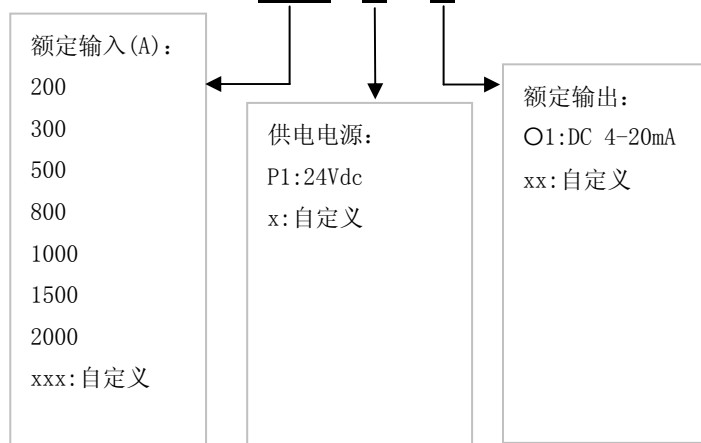 额定输入(A):
200
300
500
800
1000
1500
2000
xxx:自定义
供电电源:
P1:24Vdc
x:自定义
额定输出:
O1:DC 4-20mA
xx:自定义